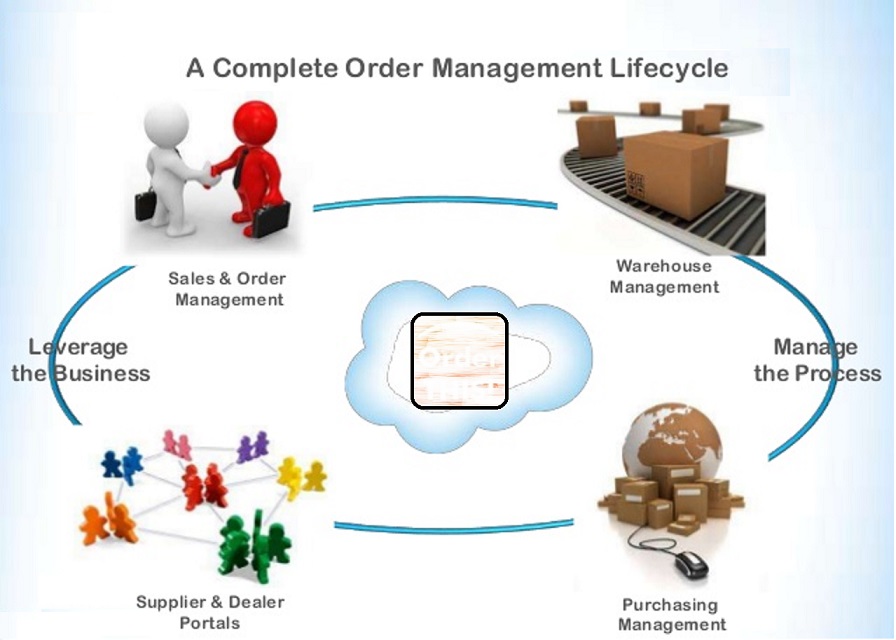 A Complete Order Management Lifecycle
Sales & Order
Management
Warehouse
Management
Leverage
the Business
Order
Manage
the Process
Supplier & Dealer
Portals
Purchasing
Management